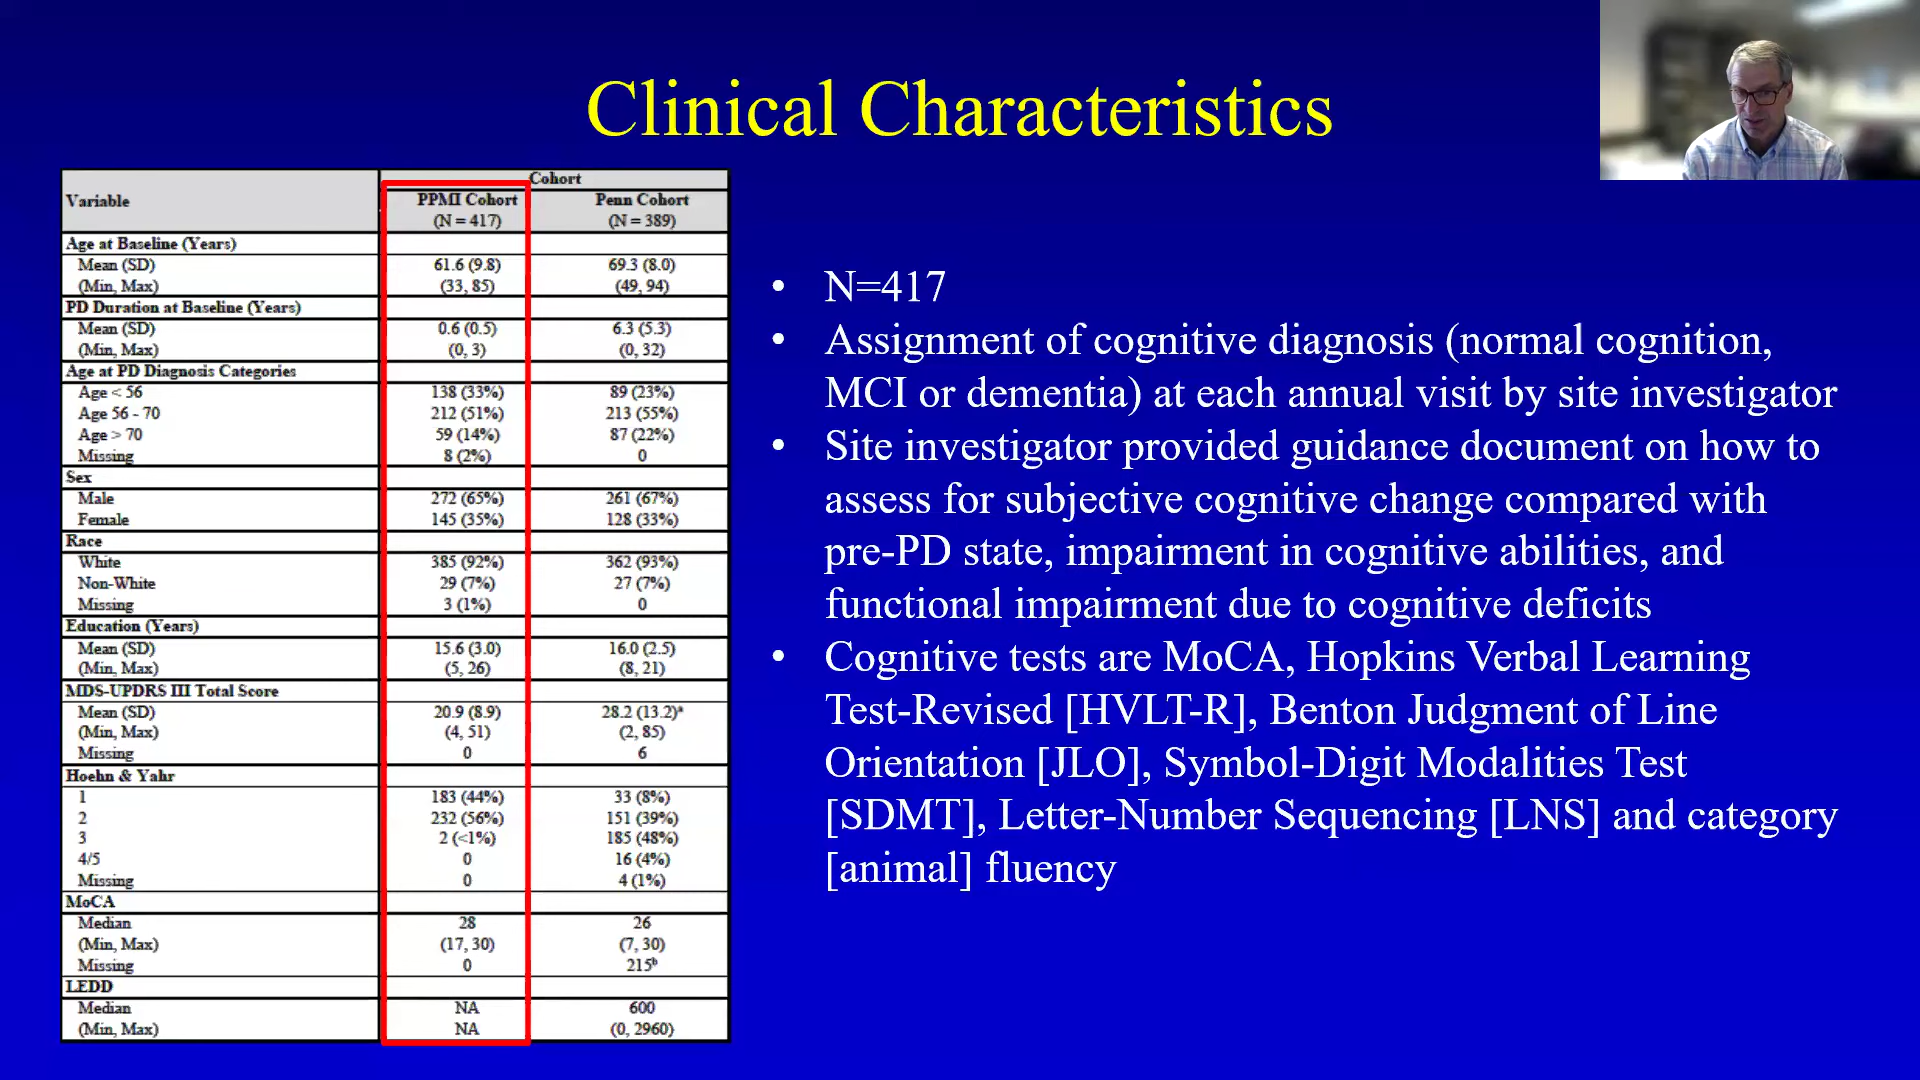 Clinical Characteristics
Cohort
Variable PPMI Cohort Penn Cohort
(N = 417) (N = 389)
Age at Baseline (Years)
Mean (SD) 61.6 (9.8) 69.3 (8.0)
(Min, Max) (33, 85) (49, 94)
PD Duration at Baseline (Years)
Mean (SD) 0.6 (0.5) 6.3 (5.3)
(Min, Max) (0, 3) (0, 32)
Age at PD Diagnosis Categories
Age < 56 138 (33%) 89 (23%)
Age 56 - 70 212 (51%) 213 (55%)
Age > 70 59 (14%) 87 (22%)
Missing 8 (2%) 0
Sex
Male 272 (65%) 261 (67%)
Female 145 (35%) 128 (33%)
Race
White 385 (92%) 362 (93%)
Non-White 29 (7%) 27 (7%)
Missing 3 (1%) 0
Education (Years)
Mean (SD) 15.6 (3.0) 16.0 (2.5)
(Min, Max) (5, 26) (8, 21)
MDS-UPDRS III Total Score
Mean (SD) 20.9 (8.9) 28.2 (13.2)ᵃ
(Min, Max) (4, 51) (2, 85)
Missing 0 6
Hoehn & Yahr
1 183 (44%) 33 (8%)
2 232 (56%) 151 (39%)
3 2 (<1%) 185 (48%)
4/5 0 16 (4%)
Missing 0 4 (1%)
MoCA
Median 28 26
(Min, Max) (17, 30) (7, 30)
Missing 0 215ᵇ
LEDD
Median NA 600
(Min, Max) NA (0, 2960)
• N=417
• Assignment of cognitive diagnosis (normal cognition,
MCI or dementia) at each annual visit by site investigator
• Site investigator provided guidance document on how to
assess for subjective cognitive change compared with
pre-PD state, impairment in cognitive abilities, and
functional impairment due to cognitive deficits
• Cognitive tests are MoCA, Hopkins Verbal Learning
Test-Revised [HVLT-R], Benton Judgment of Line
Orientation [JLO], Symbol-Digit Modalities Test
[SDMT], Letter-Number Sequencing [LNS] and category
[animal] fluency